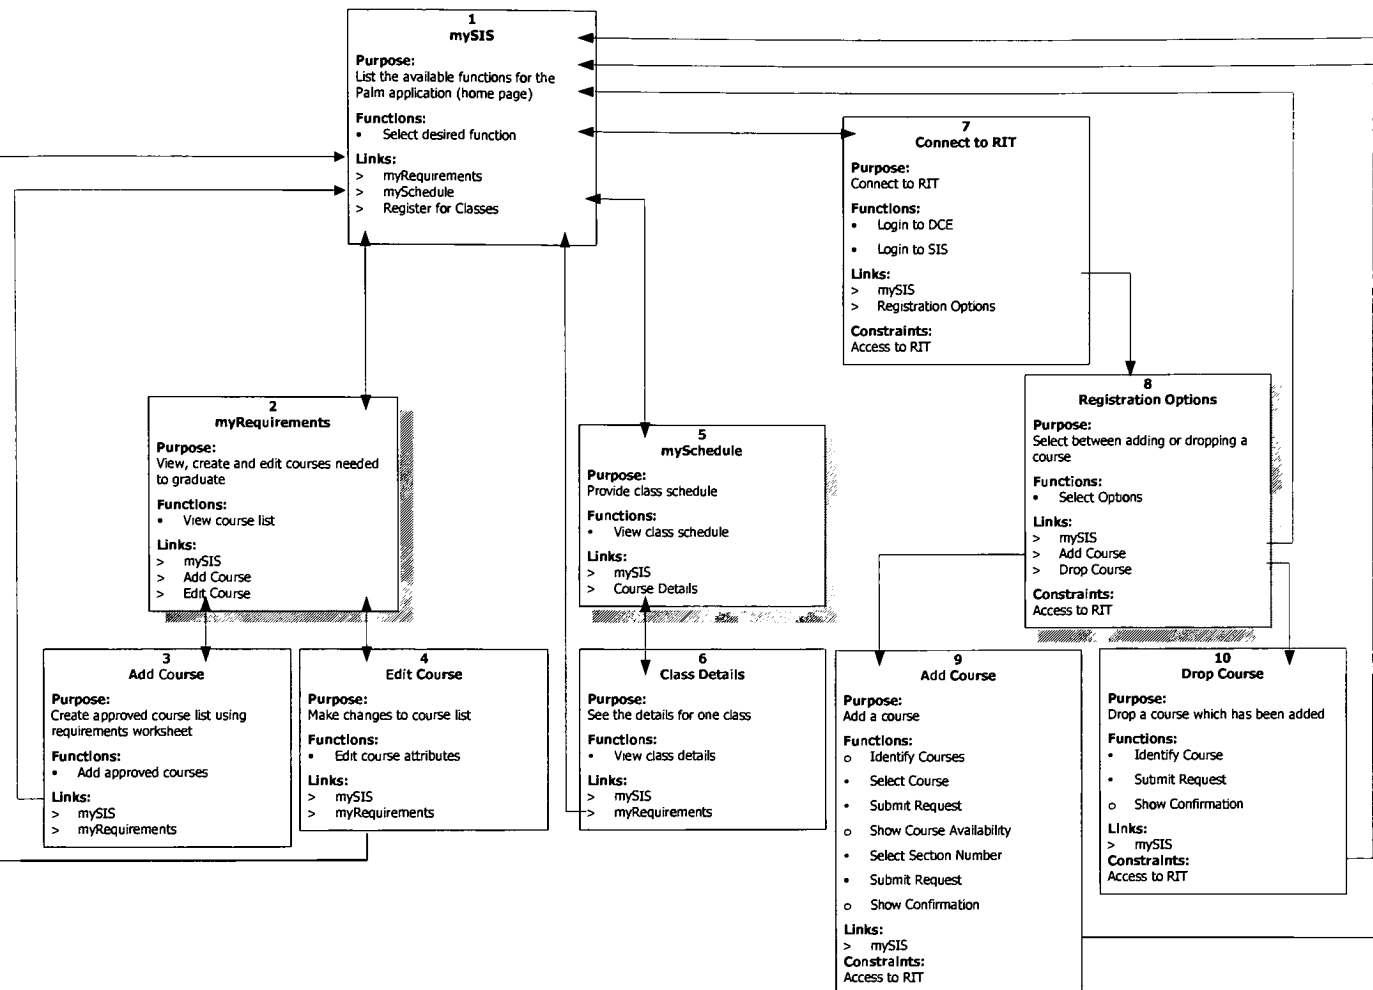 1
mySIS
Purpose:
List the available functions for the
Palm application (home page)
Functions:
• Select desired function
Links:
> myRequirements
> mySchedule
> Register for Classes
7
Connect to RIT
Purpose:
Connect to RIT
Functions:
• Login to DCE
• Login to SIS
Links:
> mySIS
> Registration Options
Constraints:
Access to RIT
2
myRequirements
Purpose:
View, create and edit courses needed
to graduate
Functions:
• View course list
Links:
> mySIS
> Add Course
> Edit Course
5
mySchedule
Purpose:
Provide class schedule
Functions:
• View class schedule
Links:
> mySIS
> Course Details
8
Registration Options
Purpose:
Select between adding or dropping a
course
Functions:
• Select Options
Links:
> mySIS
> Add Course
> Drop Course
Constraints:
Access to RIT
3
Add Course
Purpose:
Create approved course list using
requirements worksheet
Functions:
• Add approved courses
Links:
> mySIS
> myRequirements
4
Edit Course
Purpose:
Make changes to course list
Functions:
• Edit course attributes
Links:
> mySIS
> myRequirements
6
Class Details
Purpose:
See the details for one class
Functions:
• View class details
Links:
> mySIS
> myRequirements
9
Add Course
Purpose:
Add a course
Functions:
o Identify Courses
• Select Course
• Submit Request
o Show Course Availability
• Select Section Number
• Submit Request
o Show Confirmation
Links:
> mySIS
Constraints:
Access to RIT
10
Drop Course
Purpose:
Drop a course which has been added
Functions:
• Identify Course
• Submit Request
o Show Confirmation
Links:
> mySIS
Constraints:
Access to RIT